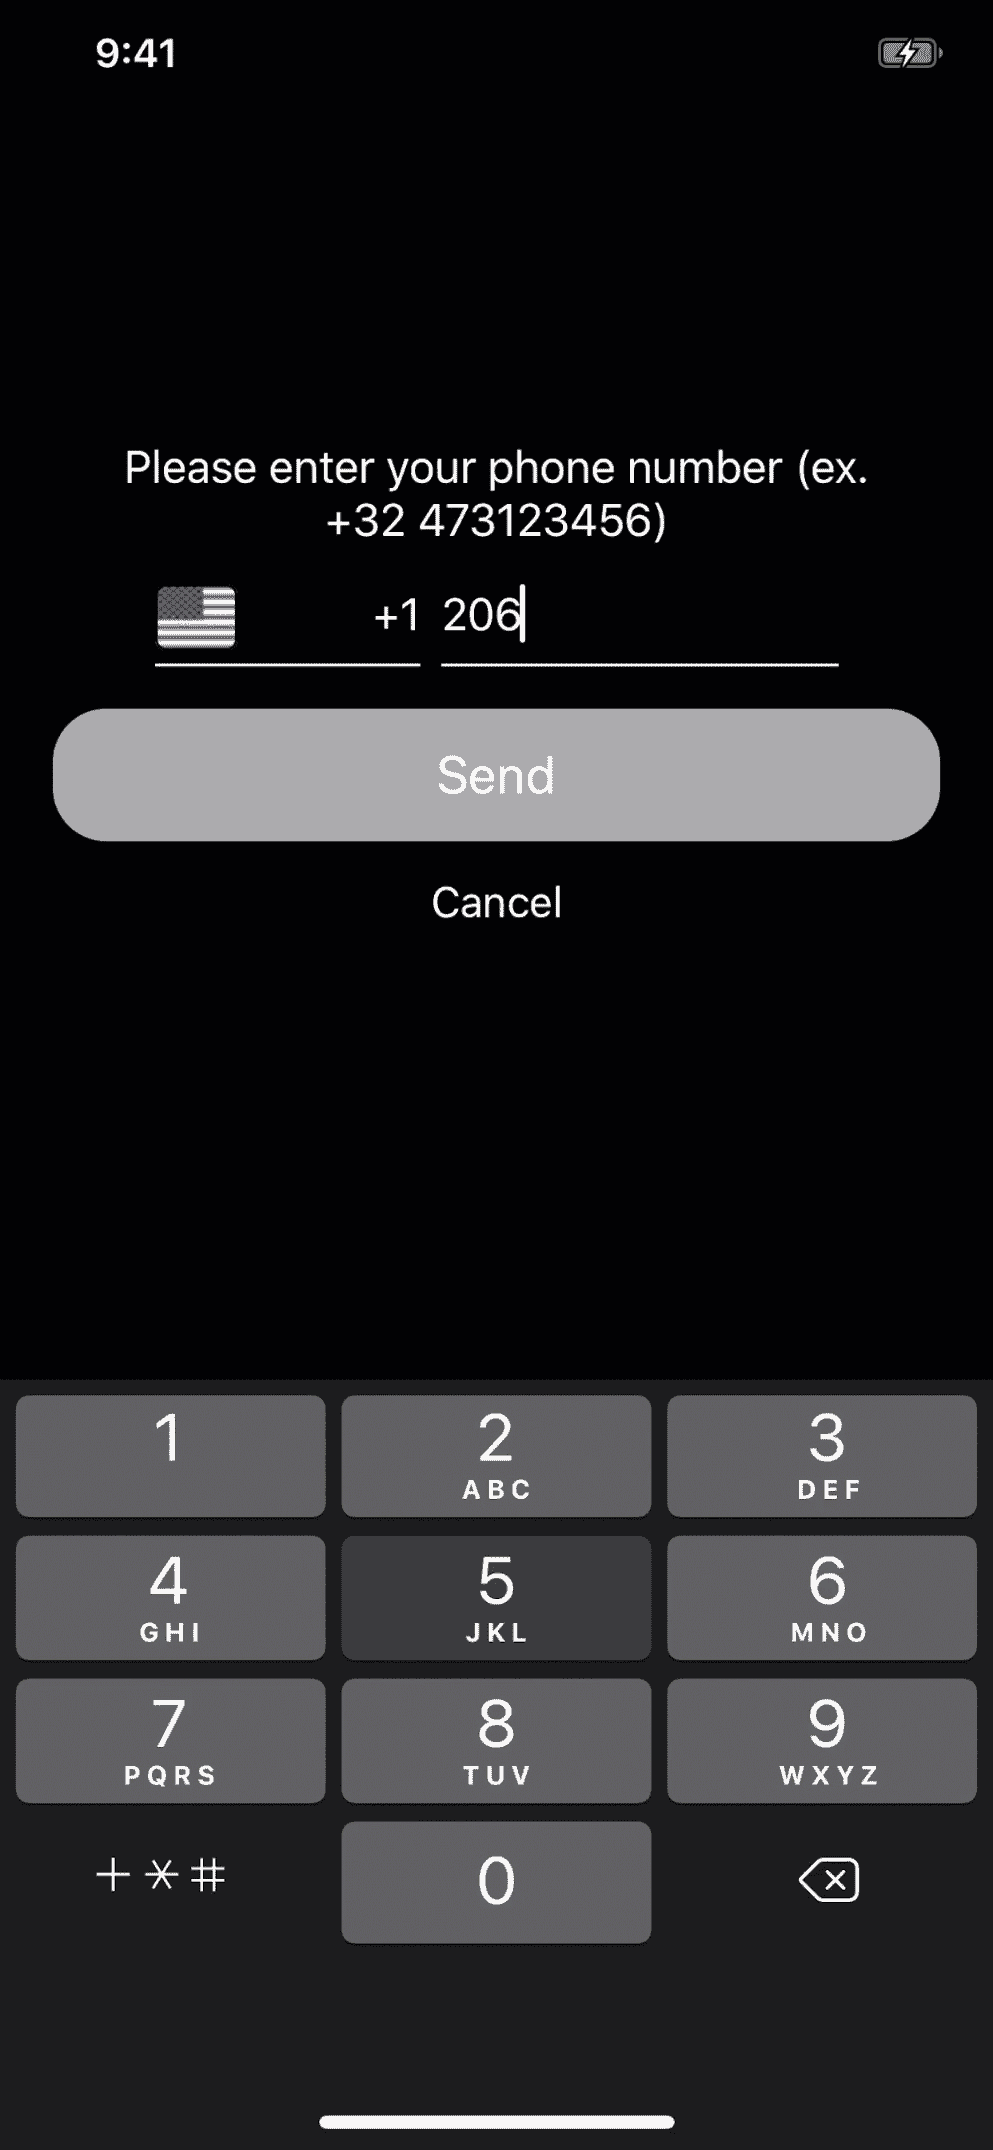 9:41
Please enter your phone number (ex.
+32 473123456)
+1 206
Send
Cancel
1 2 3
ABC DEF
4 5 6
GHI JKL MNO
7 8 9
PQRS TUV WXYZ
+*# 0